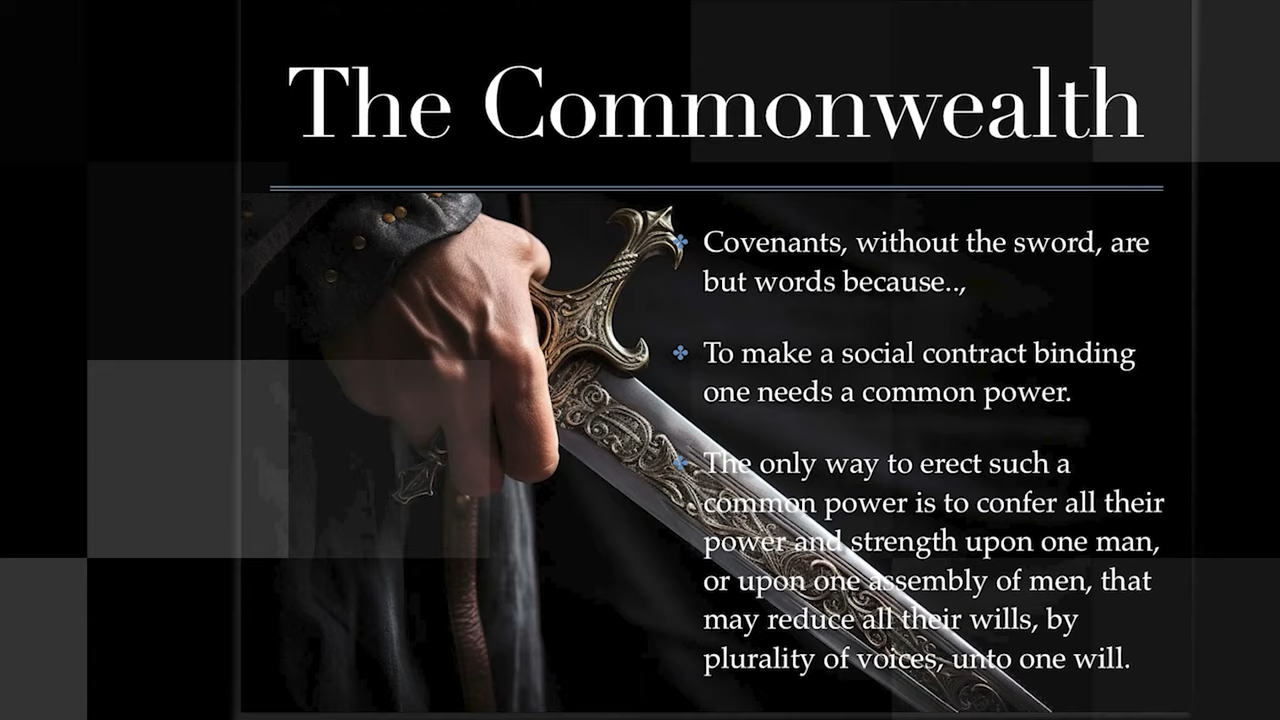 The Commonwealth
Covenants, without the sword, are
but words because..,
To make a social contract binding
one needs a common power.
The only way to erect such a
common power is to confer all their
power and strength upon one man,
or upon one assembly of men, that
may reduce all their wills, by
plurality of voices, unto one will.